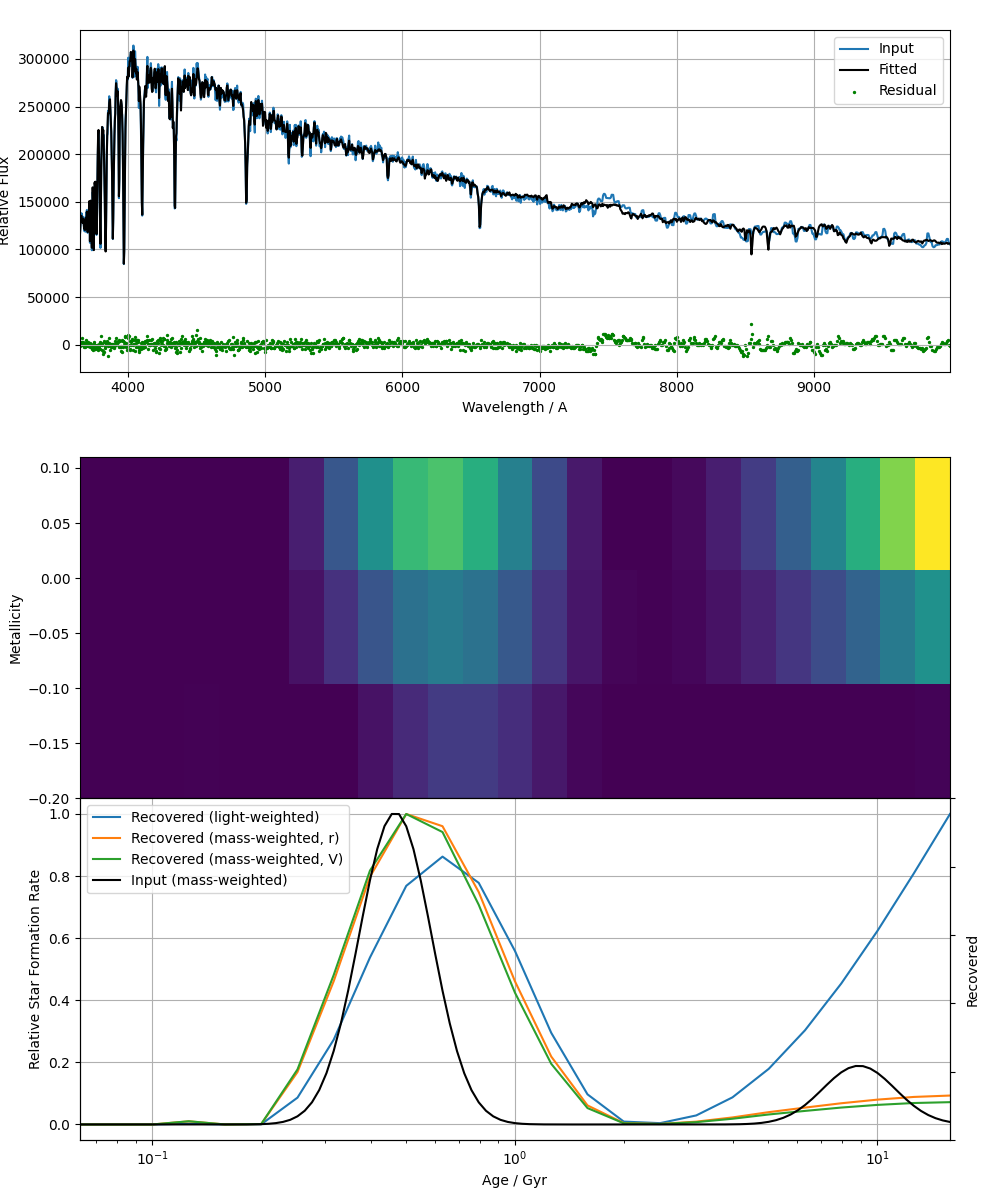 300000
250000
200000
150000
100000
50000
0
Relative Flux
Input
Fitted
Residual
4000 5000 6000 7000 8000 9000
Wavelength / A
0.10
0.05
0.00
−0.05
−0.10
−0.15
−0.20
Metallicity
1.0
0.8
0.6
0.4
0.2
0.0
Relative Star Formation Rate
Recovered (light-weighted)
Recovered (mass-weighted, r)
Recovered (mass-weighted, V)
Input (mass-weighted)
Recovered
10⁻¹ 10⁰ 10¹
Age / Gyr